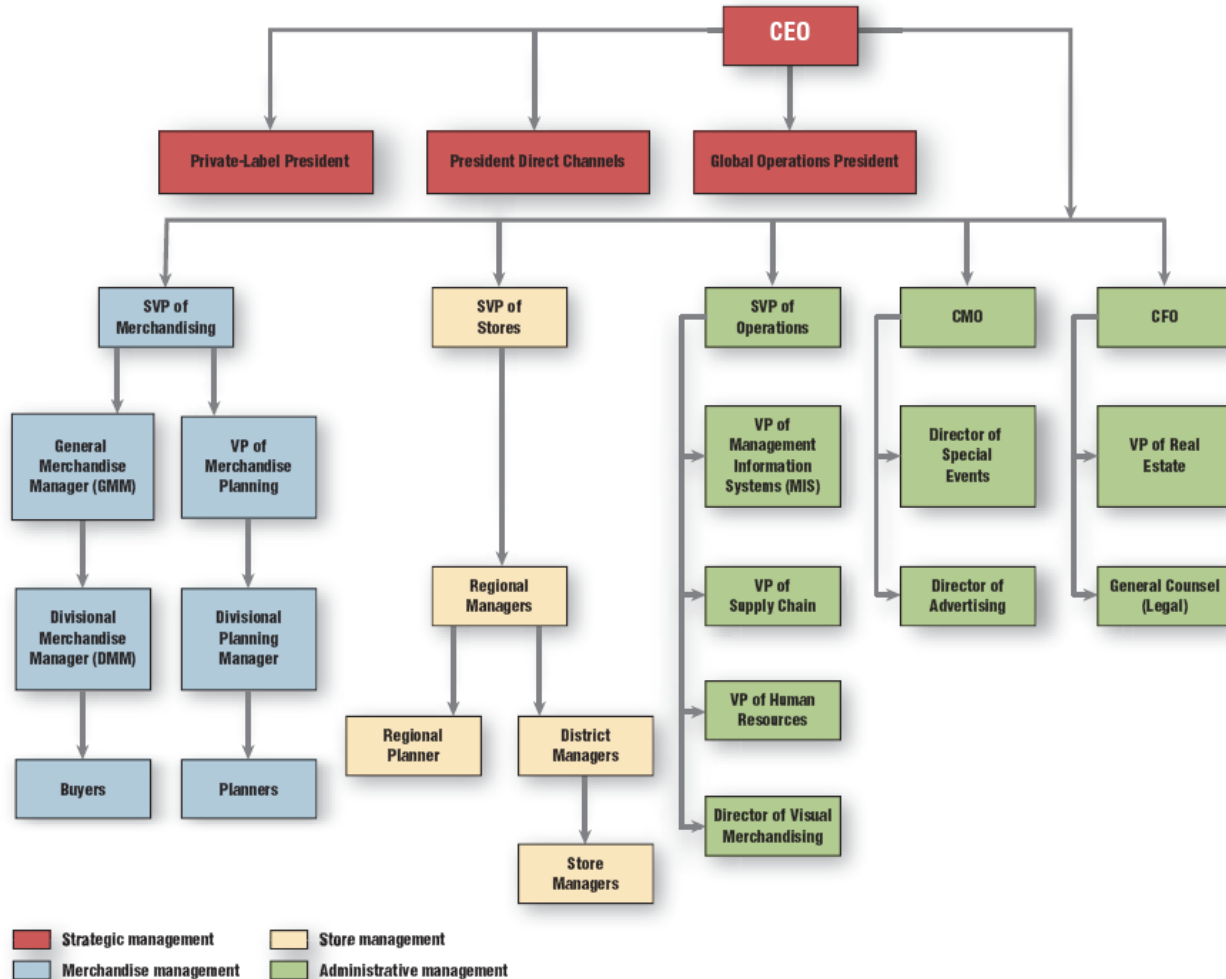 CEO
Private-Label President
President Direct Channels
Global Operations President
SVP of
Merchandising
SVP of
Stores
SVP of
Operations
CMO
CFO
General
Merchandise
Manager (GMM)
VP of
Merchandise
Planning
VP of
Management
Information
Systems (MIS)
Director of
Special
Events
VP of Real
Estate
Divisional
Merchandise
Manager (DMM)
Divisional
Planning
Manager
Regional
Managers
VP of
Supply Chain
Director of
Advertising
General Counsel
(Legal)
Buyers
Planners
Regional
Planner
District
Managers
VP of Human
Resources
Store
Managers
Director of Visual
Merchandising
Strategic management
Store management
Merchandise management
Administrative management